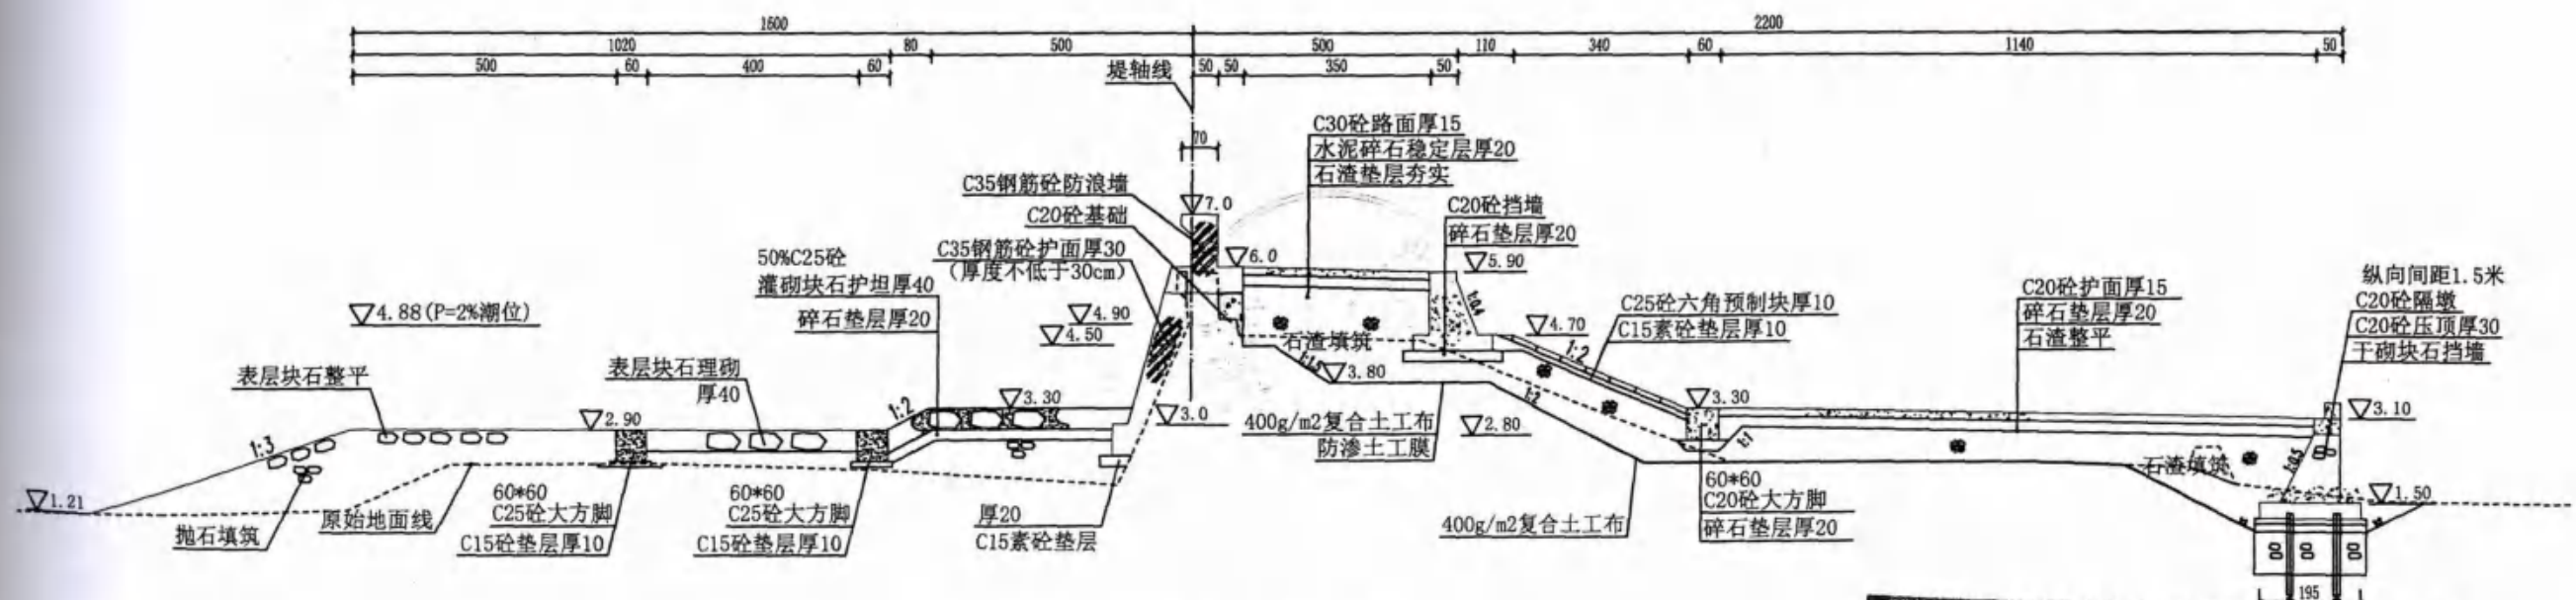 1600
2200
1020
80
500
500
110
340
60
1140
50
500
60
400
60
50
50
350
50
堤轴线
70
C30砼路面厚15
水泥碎石稳定层厚20
石渣垫层夯实
C35钢筋砼防浪墙
C20砼基础
C35钢筋砼护面厚30
(厚度不低于30cm)
7.0
6.0
C20砼挡墙
碎石垫层厚20
5.90
1:0.4
50%C25砼
灌砌块石护坦厚40
碎石垫层厚20
4.88(P=2%潮位)
4.90
4.50
石渣填筑
1:1.5
3.80
4.70
1:2
C25砼六角预制块厚10
C15素砼垫层厚10
C20砼护面厚15
碎石垫层厚20
石渣整平
纵向间距1.5米
C20砼隔墩
C20砼压顶厚30
干砌块石挡墙
表层块石整平
表层块石理砌
厚40
2.90
1:2
3.30
3.0
400g/m2复合土工布
防渗土工膜
2.80
1:2
3.30
1:1
3.10
1:3
1.21
抛石填筑
原始地面线
60*60
C25砼大方脚
C15砼垫层厚10
60*60
C25砼大方脚
C15砼垫层厚10
厚20
C15素砼垫层
400g/m2复合土工布
60*60
C20砼大方脚
碎石垫层厚20
石渣填筑
1:0.5
1.50
195